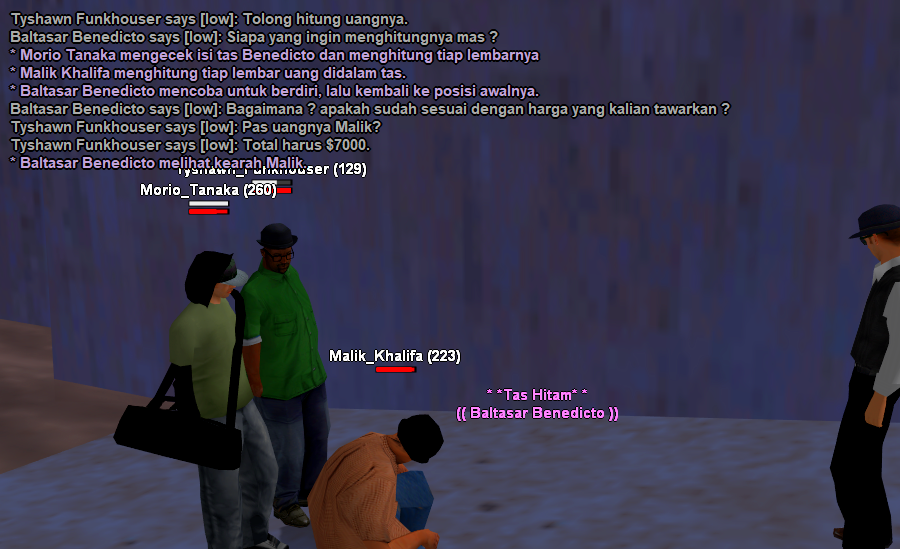 Tyshawn Funkhouser says [low]: Tolong hitung uangnya.
Baltasar Benedicto says [low]: Siapa yang ingin menghitungnya mas ?
* Morio Tanaka mengecek isi tas Benedicto dan menghitung tiap lembarnya
* Malik Khalifa menghitung tiap lembar uang didalam tas.
* Baltasar Benedicto mencoba untuk berdiri, lalu kembali ke posisi awalnya.
Baltasar Benedicto says [low]: Bagaimana ? apakah sudah sesuai dengan harga yang kalian tawarkan ?
Tyshawn Funkhouser says [low]: Pas uangnya Malik?
Tyshawn Funkhouser says [low]: Total harus $7000.
* Baltasar Benedicto melihat kearah Malik.
Tyshawn_Funkhouser (129)
Morio_Tanaka (260)
Malik_Khalifa (223)
* *Tas Hitam* *
(( Baltasar Benedicto ))